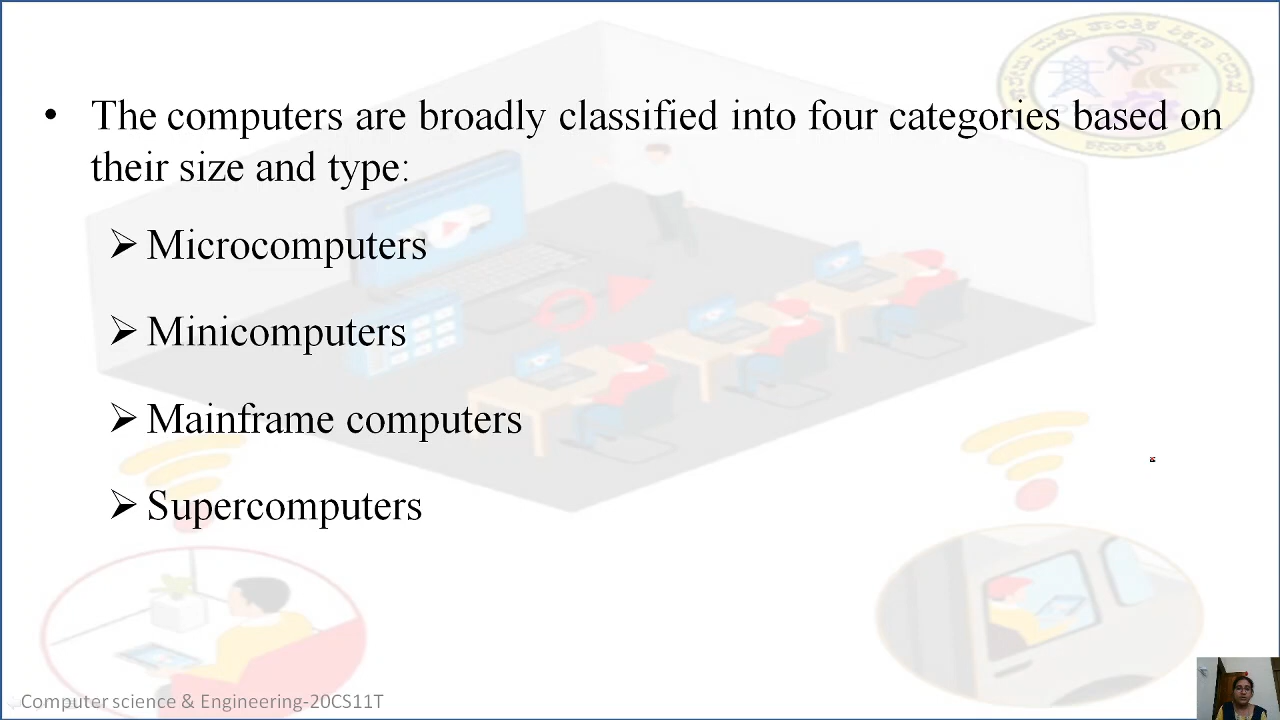 • The computers are broadly classified into four categories based on
their size and type:
➢ Microcomputers
➢ Minicomputers
➢ Mainframe computers
➢ Supercomputers
Computer science & Engineering-20CS11T